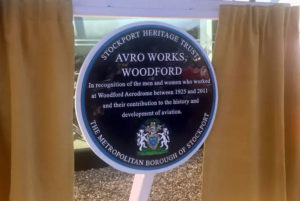 STOCKPORT HERITAGE TRUST
AVRO WORKS,
WOODFORD
In recognition of the men and women who worked
at Woodford Aerodrome between 1925 and 2011
and their contribution to the history and
development of aviation.
THE METROPOLITAN BOROUGH OF STOCKPORT